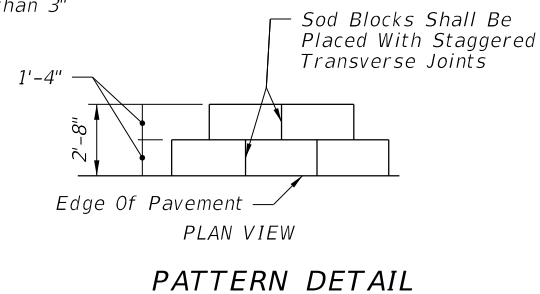 than 3"
Sod Blocks Shall Be
Placed With Staggered
Transverse Joints
1'-4"
2'-8"
Edge Of Pavement
PLAN VIEW
PATTERN DETAIL